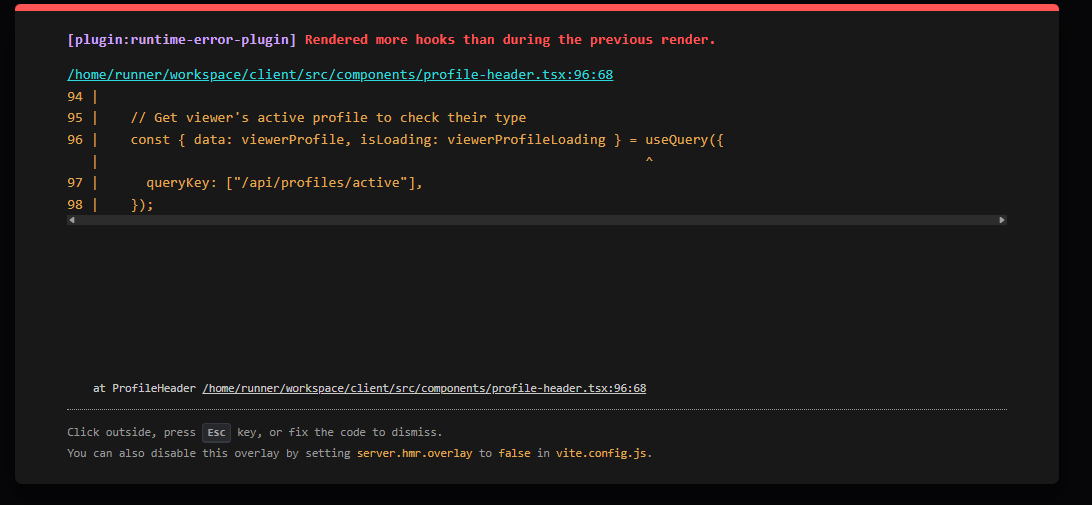 [plugin:runtime-error-plugin] Rendered more hooks than during the previous render.
/home/runner/workspace/client/src/components/profile-header.tsx:96:68
94 |
95 |    // Get viewer's active profile to check their type
96 |    const { data: viewerProfile, isLoading: viewerProfileLoading } = useQuery({
   |                                                                     ^
97 |      queryKey: ["/api/profiles/active"],
98 |    });
at ProfileHeader /home/runner/workspace/client/src/components/profile-header.tsx:96:68
Click outside, press Esc key, or fix the code to dismiss.
You can also disable this overlay by setting server.hmr.overlay to false in vite.config.js.